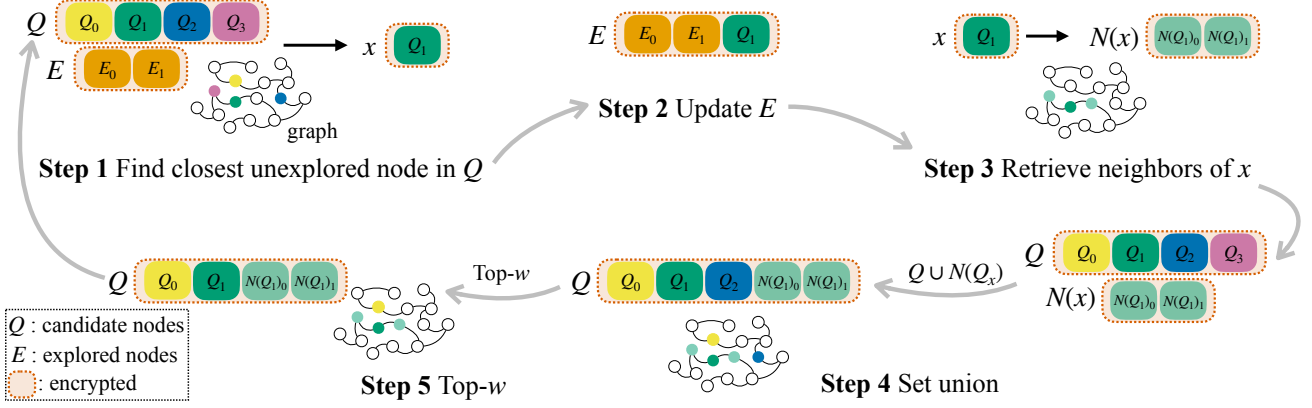 Q Q0 Q1 Q2 Q3
E E0 E1
x Q1
graph
Step 1 Find closest unexplored node in Q
E E0 E1 Q1
Step 2 Update E
x Q1 N(x) N(Q1)0 N(Q1)1
Step 3 Retrieve neighbors of x
Q Q0 Q1 Q2 Q3
N(x) N(Q1)0 N(Q1)1
Q ∪ N(Qx)
Q Q0 Q1 Q2 N(Q1)0 N(Q1)1
Step 4 Set union
Top-w
Q Q0 Q1 N(Q1)0 N(Q1)1
Step 5 Top-w
Q : candidate nodes
E : explored nodes
: encrypted